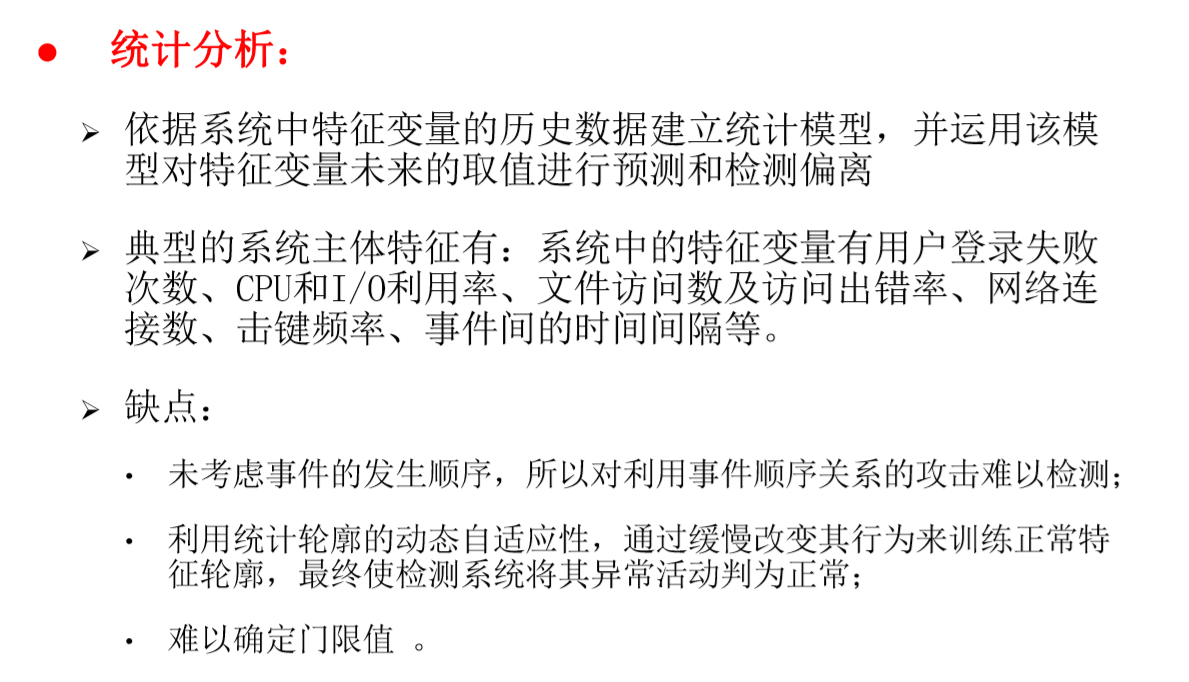 ● 统计分析：
➢ 依据系统中特征变量的历史数据建立统计模型，并运用该模
型对特征变量未来的取值进行预测和检测偏离
➢ 典型的系统主体特征有：系统中的特征变量有用户登录失败
次数、CPU和I/O利用率、文件访问数及访问出错率、网络连
接数、击键频率、事件间的时间间隔等。
➢ 缺点：
• 未考虑事件的发生顺序，所以对利用事件顺序关系的攻击难以检测；
• 利用统计轮廓的动态自适应性，通过缓慢改变其行为来训练正常特
征轮廓，最终使检测系统将其异常活动判为正常；
• 难以确定门限值 。